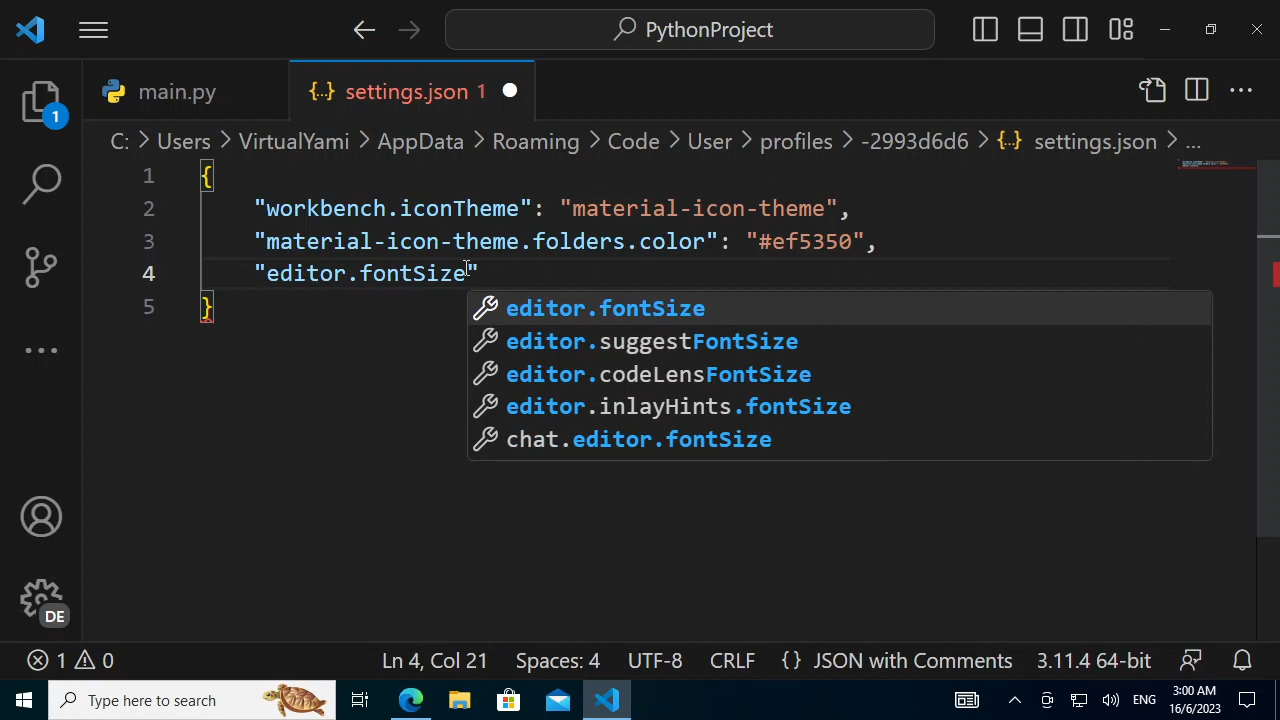 PythonProject
main.py
settings.json 1
1
C: > Users > VirtualYami > AppData > Roaming > Code > User > profiles > -2993d6d6 > {..} settings.json > ...
1 {
2 "workbench.iconTheme": "material-icon-theme",
3 "material-icon-theme.folders.color": "#ef5350",
4 "editor.fontSize"
5 }
editor.fontSize
editor.suggestFontSize
editor.codeLensFontSize
editor.inlayHints.fontSize
chat.editor.fontSize
DE
1 0 Ln 4, Col 21 Spaces: 4 UTF-8 CRLF {} JSON with Comments 3.11.4 64-bit
Type here to search
ENG
3:00 AM
16/6/2023